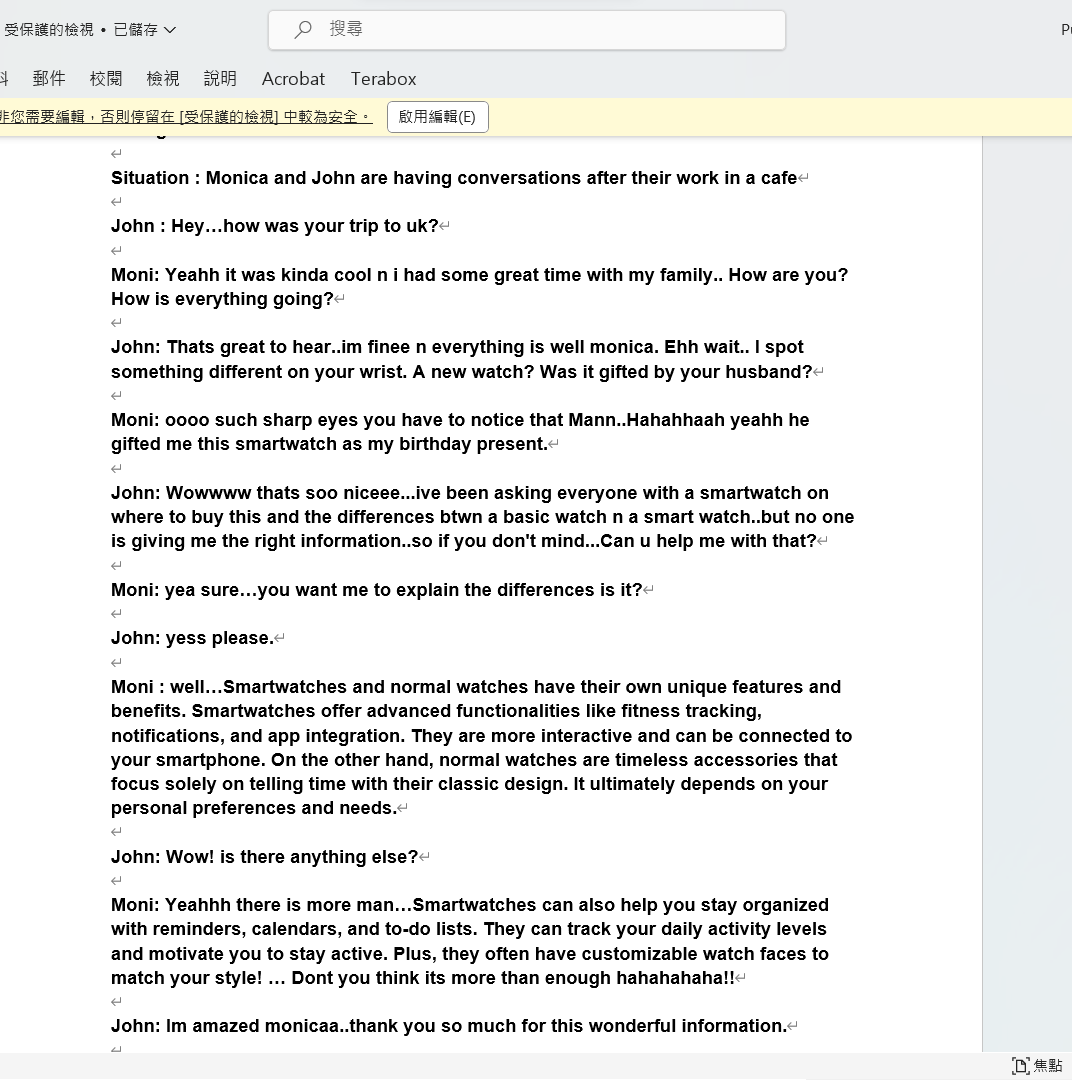 受保護的檢視 • 已儲存
搜尋
郵件 校閱 檢視 說明 Acrobat Terabox
您需要編輯，否則停留在 [受保護的檢視] 中較為安全。 啟用編輯(E)
Situation : Monica and John are having conversations after their work in a cafe↵
↵
John : Hey…how was your trip to uk?↵
↵
Moni: Yeahh it was kinda cool n i had some great time with my family.. How are you?
How is everything going?↵
↵
John: Thats great to hear..im finee n everything is well monica. Ehh wait.. I spot
something different on your wrist. A new watch? Was it gifted by your husband?↵
↵
Moni: oooo such sharp eyes you have to notice that Mann..Hahahhaah yeahh he
gifted me this smartwatch as my birthday present.↵
↵
John: Wowwww thats soo niceee...ive been asking everyone with a smartwatch on
where to buy this and the differences btwn a basic watch n a smart watch..but no one
is giving me the right information..so if you don't mind...Can u help me with that?↵
↵
Moni: yea sure…you want me to explain the differences is it?↵
↵
John: yess please.↵
↵
Moni : well…Smartwatches and normal watches have their own unique features and
benefits. Smartwatches offer advanced functionalities like fitness tracking,
notifications, and app integration. They are more interactive and can be connected to
your smartphone. On the other hand, normal watches are timeless accessories that
focus solely on telling time with their classic design. It ultimately depends on your
personal preferences and needs.↵
↵
John: Wow! is there anything else?↵
↵
Moni: Yeahhh there is more man…Smartwatches can also help you stay organized
with reminders, calendars, and to-do lists. They can track your daily activity levels
and motivate you to stay active. Plus, they often have customizable watch faces to
match your style! … Dont you think its more than enough hahahahaha!!↵
↵
John: Im amazed monicaa..thank you so much for this wonderful information.↵
焦點